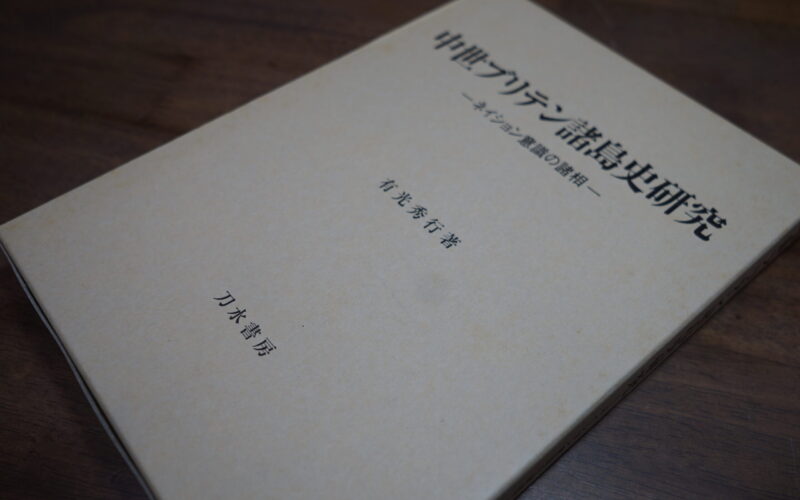 中世ブリテン諸島史研究
―ネイション意識の諸相―
有光秀行著
刀水書房